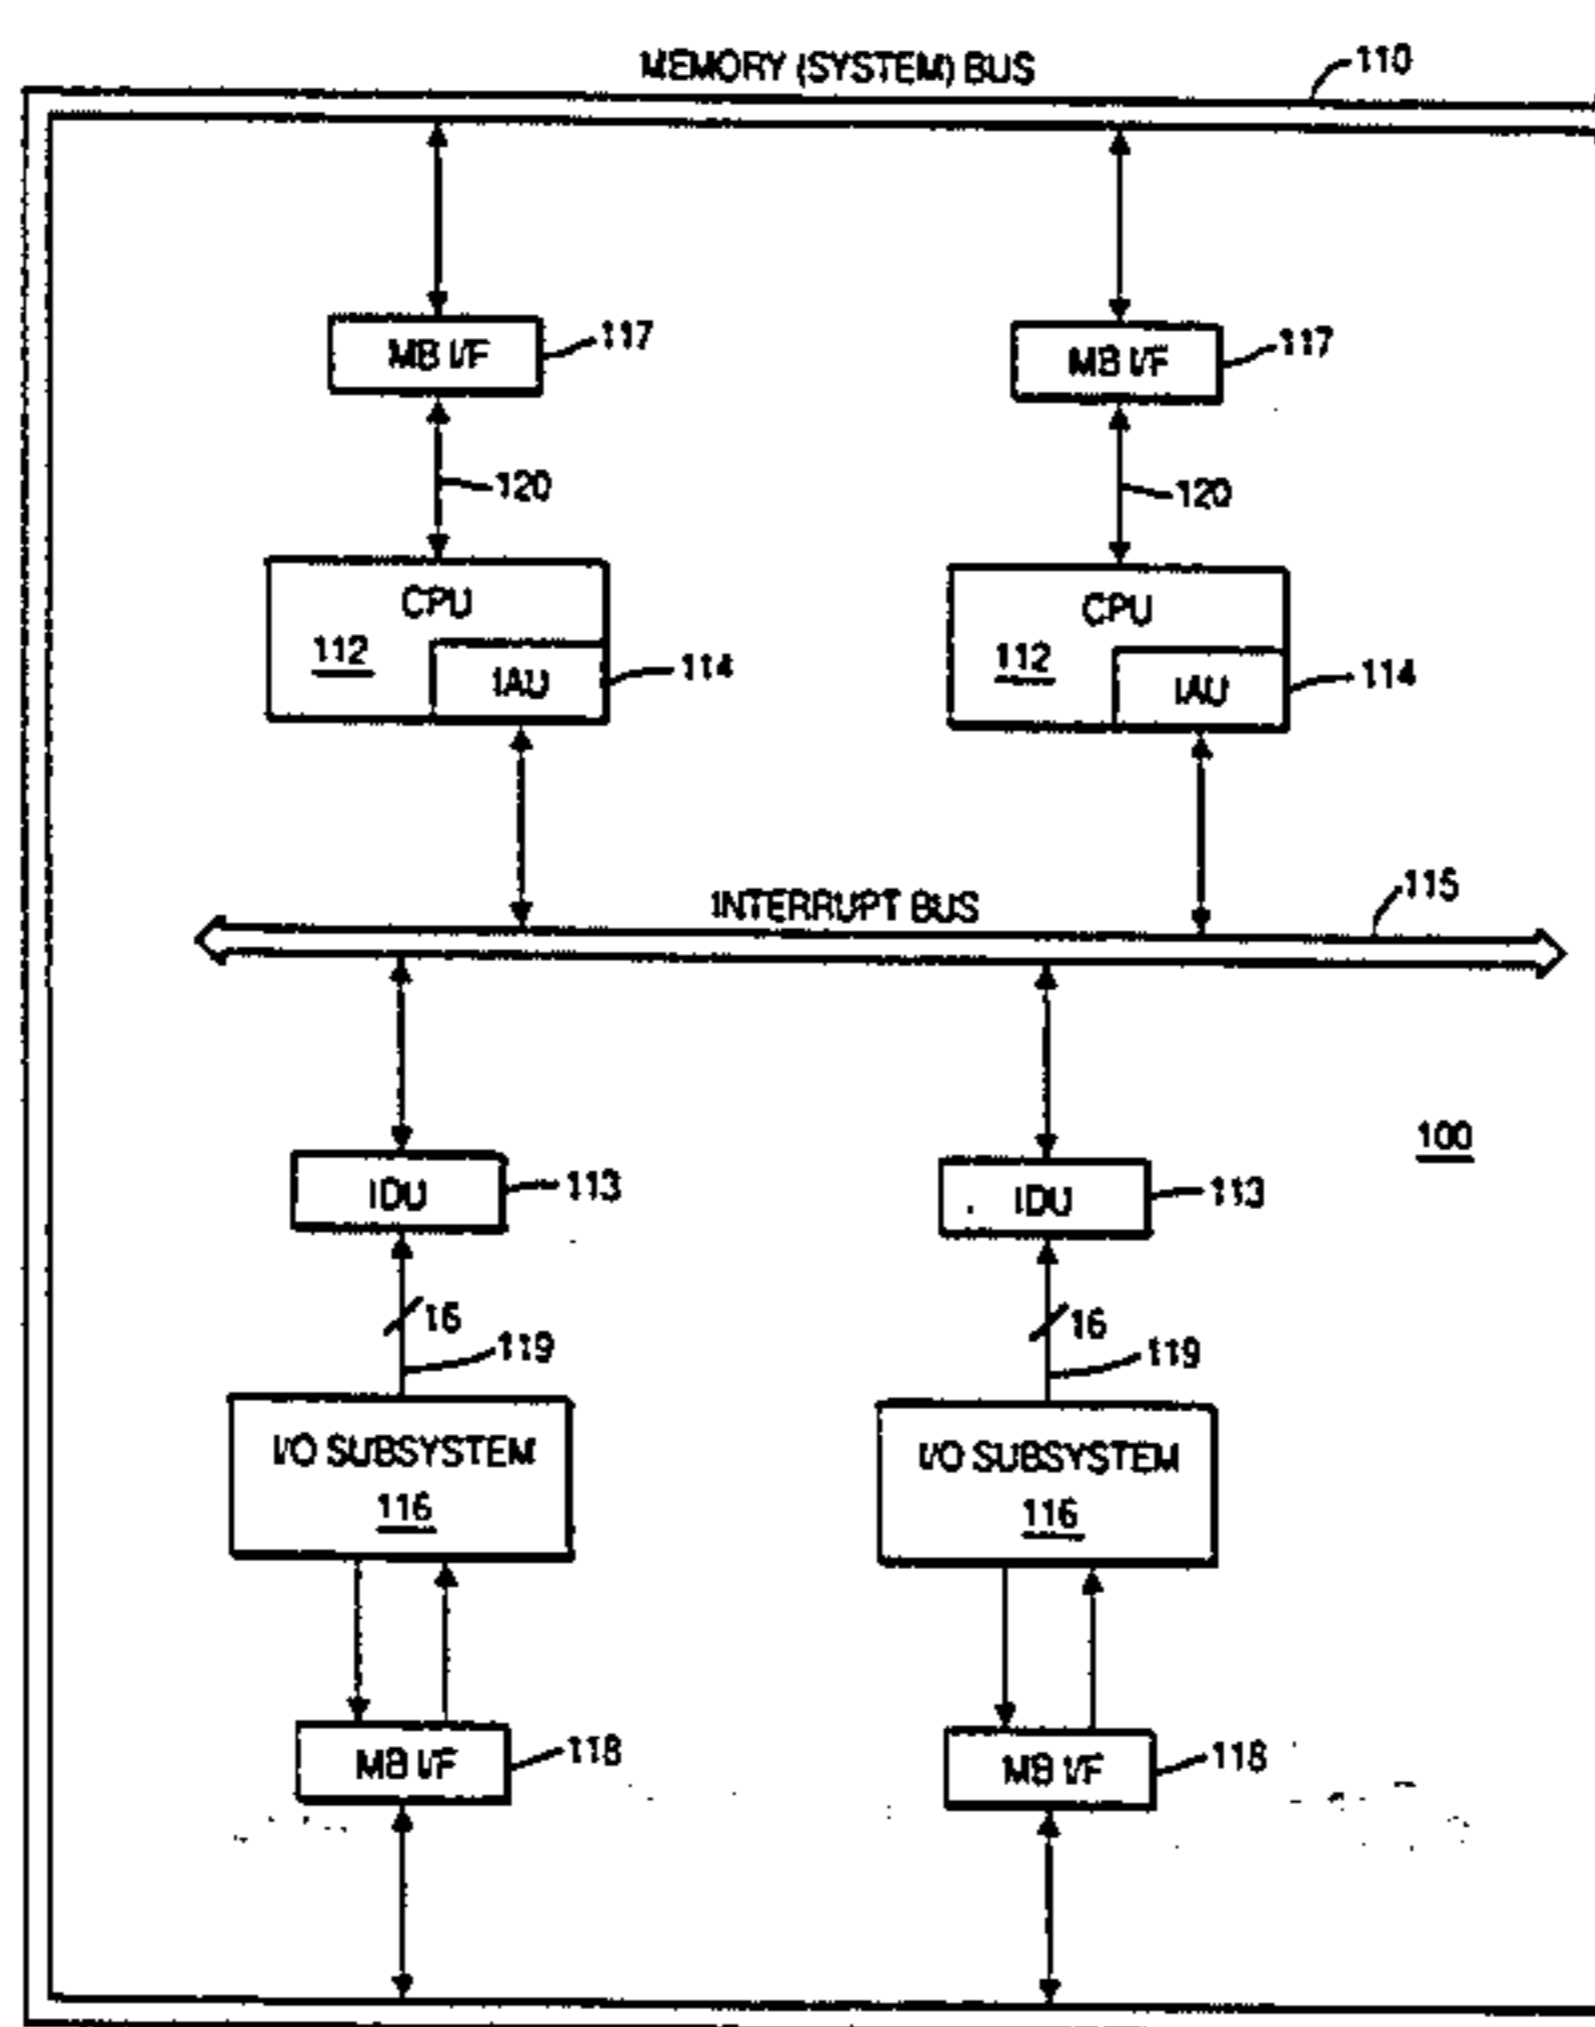 MEMORY (SYSTEM) BUS
110
MB I/F
117
MB I/F
117
120
120
CPU
112
IAU
114
CPU
112
IAU
114
INTERRUPT BUS
115
100
IDU
113
IDU
113
16
119
16
119
I/O SUBSYSTEM
116
I/O SUBSYSTEM
116
MB I/F
118
MB I/F
118